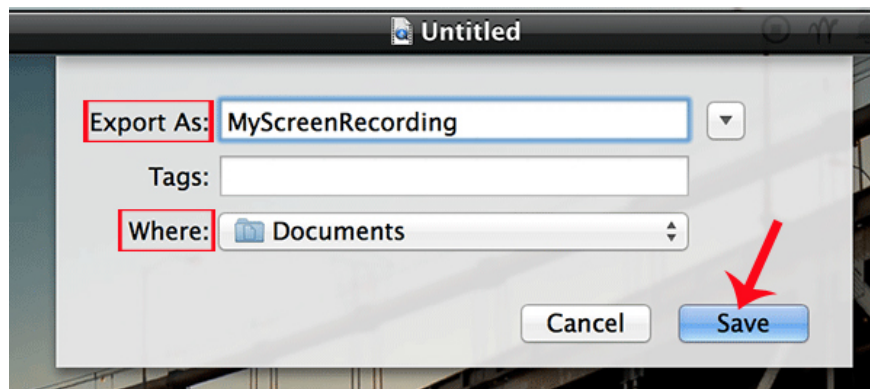 Untitled
Export As: MyScreenRecording
Tags:
Where: Documents
Cancel Save